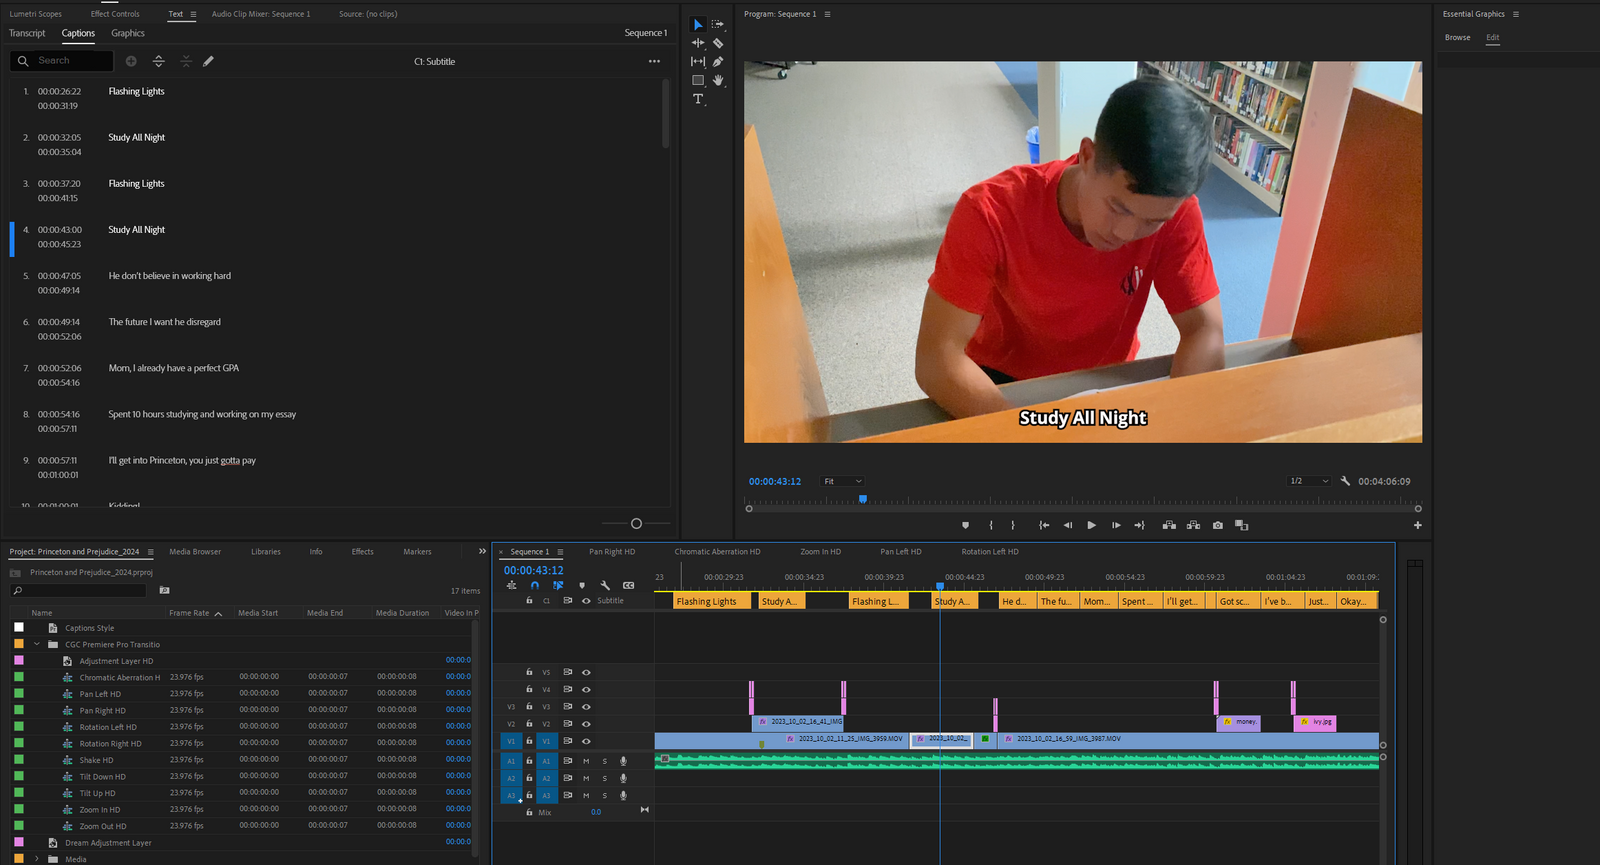 Lumetri Scopes Effect Controls Text Audio Clip Mixer: Sequence 1 Source: (no clips)
Transcript Captions Graphics Sequence 1
Search C1: Subtitle
1. 00:00:26:22 Flashing Lights
00:00:31:19
2. 00:00:32:05 Study All Night
00:00:35:04
3. 00:00:37:20 Flashing Lights
00:00:41:15
4. 00:00:43:00 Study All Night
00:00:45:23
5. 00:00:47:05 He don't believe in working hard
00:00:49:14
6. 00:00:49:14 The future I want he disregard
00:00:52:06
7. 00:00:52:06 Mom, I already have a perfect GPA
00:00:54:16
8. 00:00:54:16 Spent 10 hours studying and working on my essay
00:00:57:11
9. 00:00:57:11 I'll get into Princeton, you just gotta pay
00:01:00:01
10. 00:01:00:01 Kidding!
Program: Sequence 1
Study All Night
00:00:43:12 Fit 1/2 00:04:06:09
Essential Graphics
Browse Edit
Project: Princeton and Prejudice_2024 Media Browser Libraries Info Effects Markers
Princeton and Prejudice_2024.prproj
17 items
Name Frame Rate Media Start Media End Media Duration Video In P
Captions Style
CGC Premiere Pro Transitio
Adjustment Layer HD 00:00:0
Chromatic Aberration H 23.976 fps 00:00:00:00 00:00:00:07 00:00:00:08 00:00:0
Pan Left HD 23.976 fps 00:00:00:00 00:00:00:07 00:00:00:08 00:00:0
Pan Right HD 23.976 fps 00:00:00:00 00:00:00:07 00:00:00:08 00:00:0
Rotation Left HD 23.976 fps 00:00:00:00 00:00:00:07 00:00:00:08 00:00:0
Rotation Right HD 23.976 fps 00:00:00:00 00:00:00:07 00:00:00:08 00:00:0
Shake HD 23.976 fps 00:00:00:00 00:00:00:07 00:00:00:08 00:00:0
Tilt Down HD 23.976 fps 00:00:00:00 00:00:00:07 00:00:00:08 00:00:0
Tilt Up HD 23.976 fps 00:00:00:00 00:00:00:07 00:00:00:08 00:00:0
Zoom In HD 23.976 fps 00:00:00:00 00:00:00:07 00:00:00:08 00:00:0
Zoom Out HD 23.976 fps 00:00:00:00 00:00:00:07 00:00:00:08 00:00:0
Dream Adjustment Layer 00:00:0
Media
× Sequence 1 Pan Right HD Chromatic Aberration HD Zoom In HD Pan Left HD Rotation Left HD
00:00:43:12
:23 00:00:29:23 00:00:34:23 00:00:39:23 00:00:44:23 00:00:49:23 00:00:54:23 00:00:59:23 00:01:04:23 00:01:09:
C1 Subtitle Flashing Lights Study A... Flashing L... Study A... He d... The fu... Mom... Spent ... I'll get... Got sc... I've b... Just... Okay...
V5
V4
V3 V3
V2 V2 fx 2023_10_02_16_41_IMG fx money. fx ivy.jpg
V1 V1 fx 2023_10_02_11_25_IMG_3959.MOV fx 2023_10_02_ fx fx 2023_10_02_16_59_IMG_3987.MOV
A1 A1 M S
A2 A2 M S
A3 A3 M S
Mix 0.0